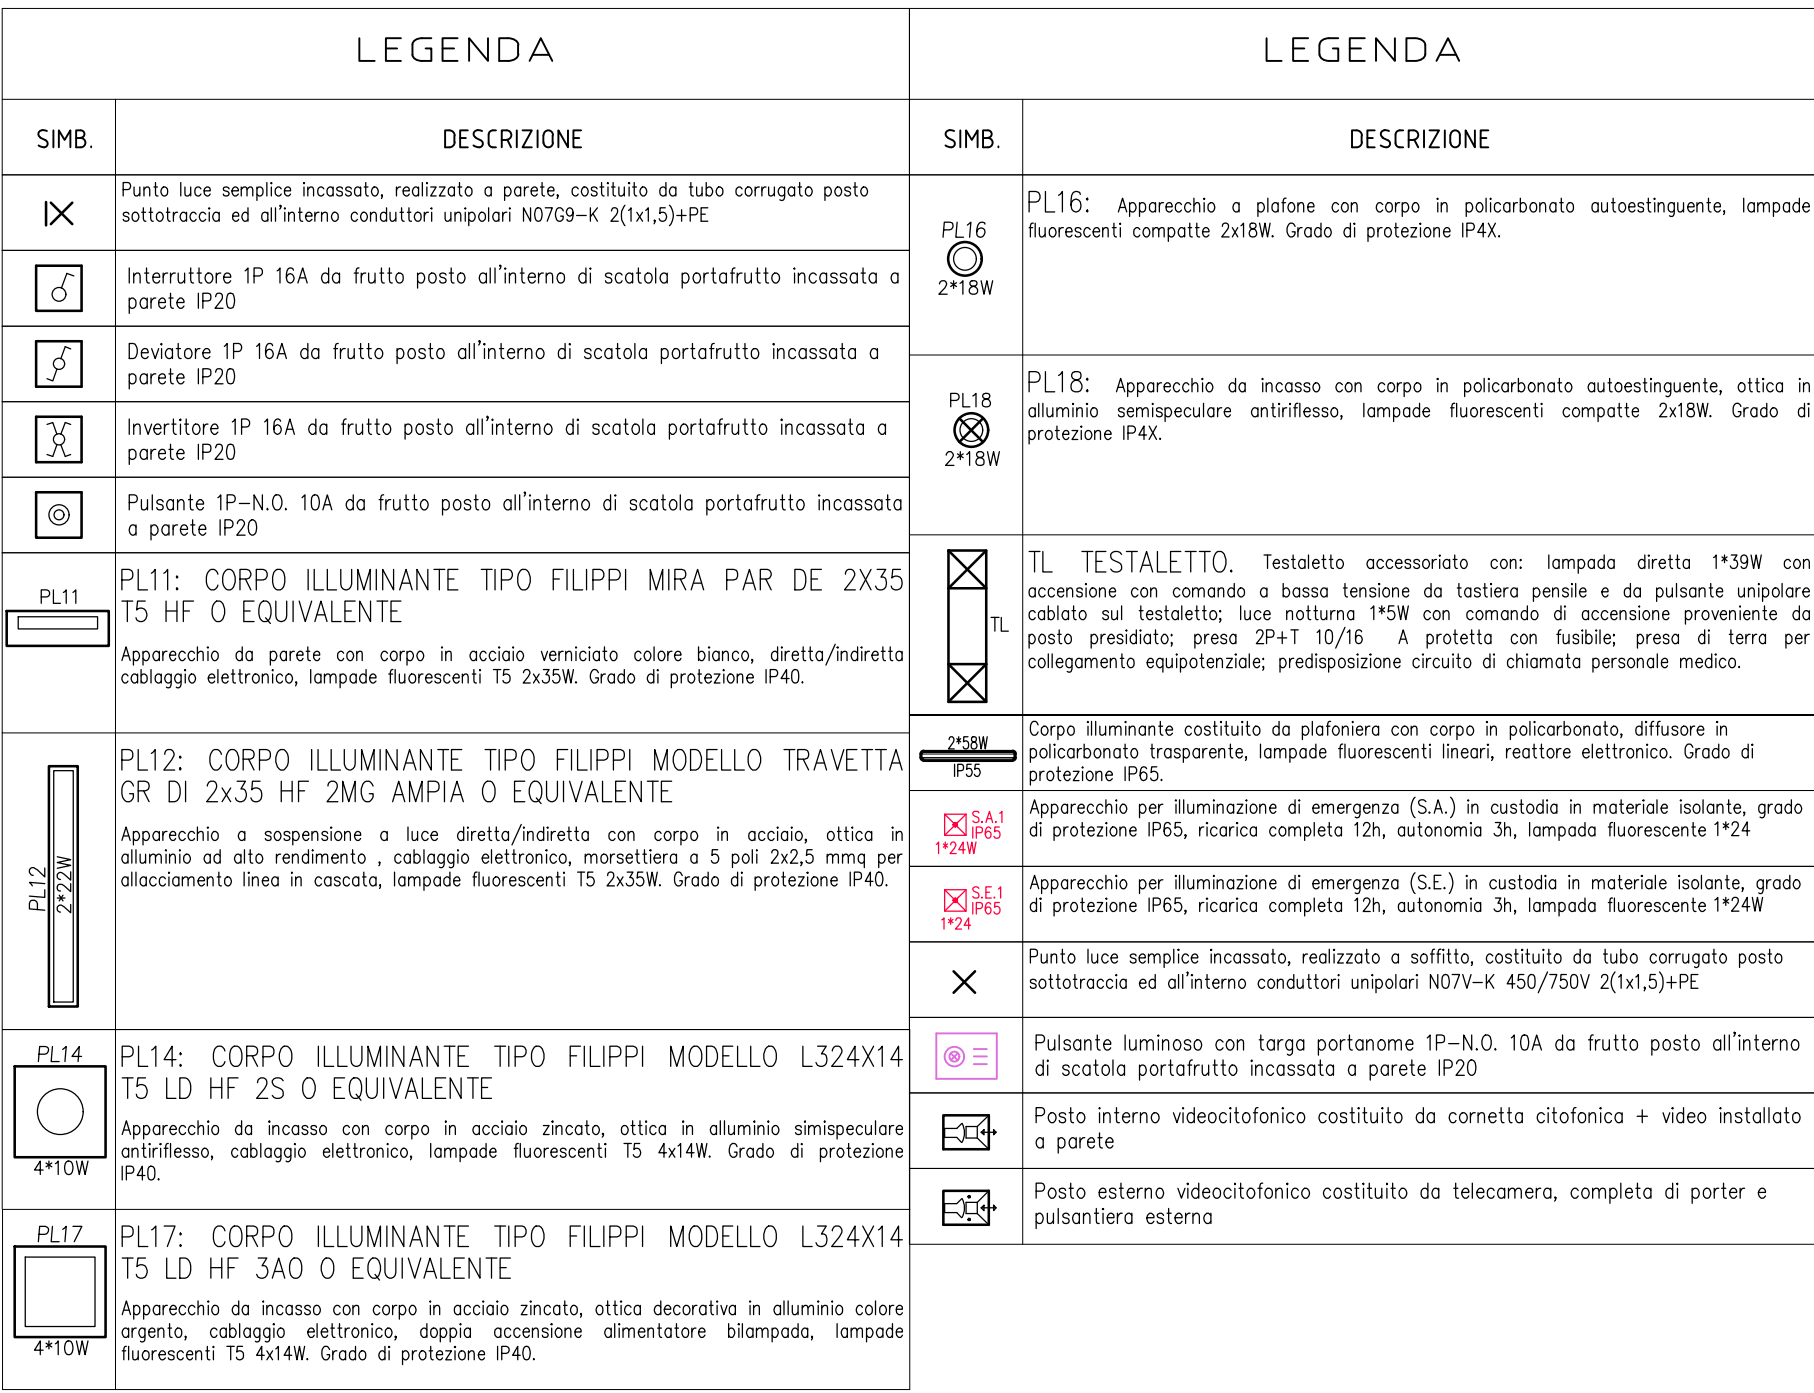 LEGENDA
SIMB.
DESCRIZIONE
Punto luce semplice incassato, realizzato a parete, costituito da tubo corrugato posto
sottotraccia ed all'interno conduttori unipolari N07G9-K 2(1x1,5)+PE
Interruttore 1P 16A da frutto posto all'interno di scatola portafrutto incassata a
parete IP20
Deviatore 1P 16A da frutto posto all'interno di scatola portafrutto incassata a
parete IP20
Invertitore 1P 16A da frutto posto all'interno di scatola portafrutto incassata a
parete IP20
Pulsante 1P-N.O. 10A da frutto posto all'interno di scatola portafrutto incassata
a parete IP20
PL11
PL11: CORPO ILLUMINANTE TIPO FILIPPI MIRA PAR DE 2X35
T5 HF O EQUIVALENTE
Apparecchio da parete con corpo in acciaio verniciato colore bianco, diretta/indiretta
cablaggio elettronico, lampade fluorescenti T5 2x35W. Grado di protezione IP40.
PL12
2*22W
PL12: CORPO ILLUMINANTE TIPO FILIPPI MODELLO TRAVETTA
GR DI 2x35 HF 2MG AMPIA O EQUIVALENTE
Apparecchio a sospensione a luce diretta/indiretta con corpo in acciaio, ottica in
alluminio ad alto rendimento , cablaggio elettronico, morsettiera a 5 poli 2x2,5 mmq per
allacciamento linea in cascata, lampade fluorescenti T5 2x35W. Grado di protezione IP40.
PL14
4*10W
PL14: CORPO ILLUMINANTE TIPO FILIPPI MODELLO L324X14
T5 LD HF 2S O EQUIVALENTE
Apparecchio da incasso con corpo in acciaio zincato, ottica in alluminio simispeculare
antiriflesso, cablaggio elettronico, lampade fluorescenti T5 4x14W. Grado di protezione
IP40.
PL17
4*10W
PL17: CORPO ILLUMINANTE TIPO FILIPPI MODELLO L324X14
T5 LD HF 3AO O EQUIVALENTE
Apparecchio da incasso con corpo in acciaio zincato, ottica decorativa in alluminio colore
argento, cablaggio elettronico, doppia accensione alimentatore bilampada, lampade
fluorescenti T5 4x14W. Grado di protezione IP40.
LEGENDA
SIMB.
DESCRIZIONE
PL16
2*18W
PL16: Apparecchio a plafone con corpo in policarbonato autoestinguente, lampade
fluorescenti compatte 2x18W. Grado di protezione IP4X.
PL18
2*18W
PL18: Apparecchio da incasso con corpo in policarbonato autoestinguente, ottica in
alluminio semispeculare antiriflesso, lampade fluorescenti compatte 2x18W. Grado di
protezione IP4X.
TL
TL TESTALETTO. Testaletto accessoriato con: lampada diretta 1*39W con
accensione con comando a bassa tensione da tastiera pensile e da pulsante unipolare
cablato sul testaletto; luce notturna 1*5W con comando di accensione proveniente da
posto presidiato; presa 2P+T 10/16 A protetta con fusibile; presa di terra per
collegamento equipotenziale; predisposizione circuito di chiamata personale medico.
2*58W
IP55
Corpo illuminante costituito da plafoniera con corpo in policarbonato, diffusore in
policarbonato trasparente, lampade fluorescenti lineari, reattore elettronico. Grado di
protezione IP65.
S.A.1
IP65
1*24W
Apparecchio per illuminazione di emergenza (S.A.) in custodia in materiale isolante, grado
di protezione IP65, ricarica completa 12h, autonomia 3h, lampada fluorescente 1*24
S.E.1
IP65
1*24
Apparecchio per illuminazione di emergenza (S.E.) in custodia in materiale isolante, grado
di protezione IP65, ricarica completa 12h, autonomia 3h, lampada fluorescente 1*24W
Punto luce semplice incassato, realizzato a soffitto, costituito da tubo corrugato posto
sottotraccia ed all'interno conduttori unipolari N07V-K 450/750V 2(1x1,5)+PE
Pulsante luminoso con targa portanome 1P-N.O. 10A da frutto posto all'interno
di scatola portafrutto incassata a parete IP20
Posto interno videocitofonico costituito da cornetta citofonica + video installato
a parete
Posto esterno videocitofonico costituito da telecamera, completa di porter e
pulsantiera esterna